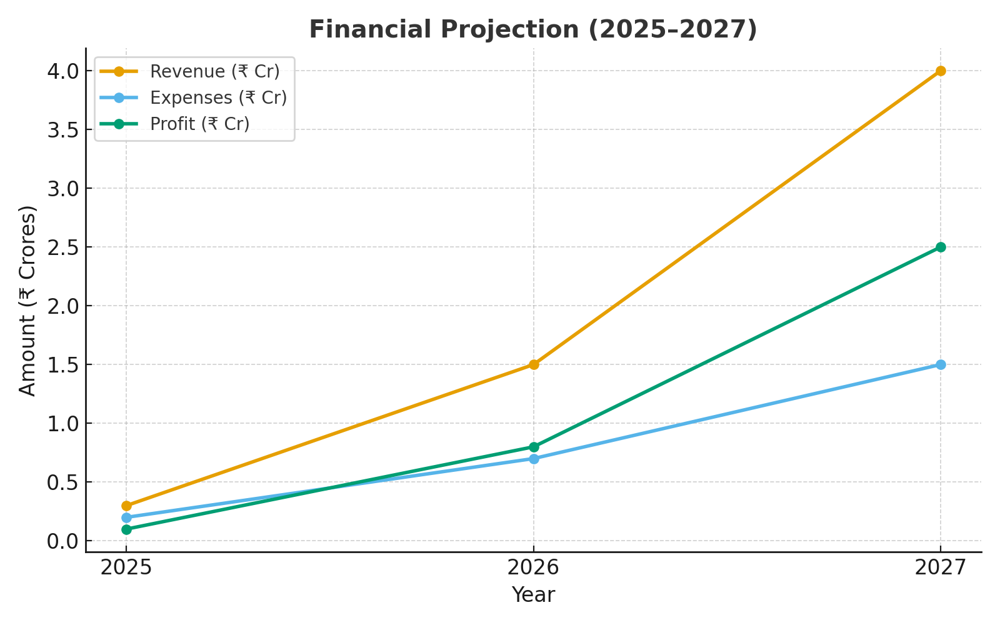 Financial Projection (2025–2027)
Revenue (₹ Cr)
Expenses (₹ Cr)
Profit (₹ Cr)
Amount (₹ Crores)
4.0
3.5
3.0
2.5
2.0
1.5
1.0
0.5
0.0
2025
2026
2027
Year